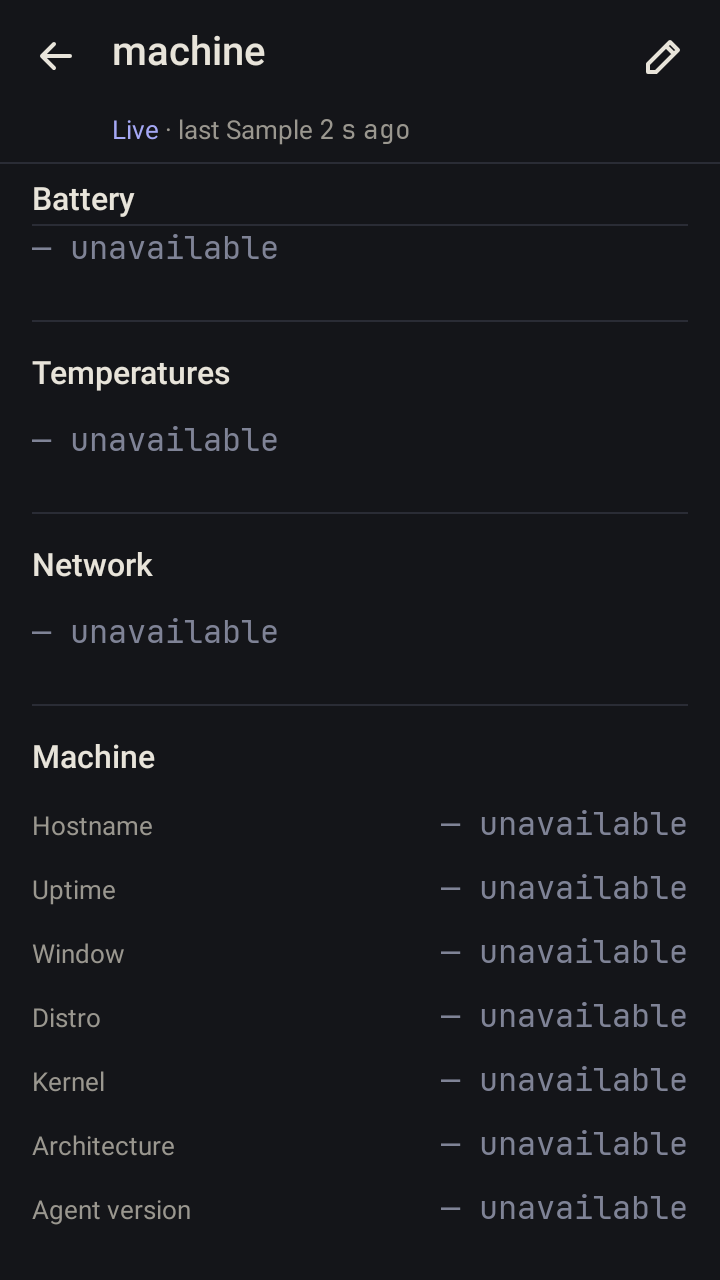 machine
Live · last Sample 2 s ago
Battery
— unavailable
Temperatures
— unavailable
Network
— unavailable
Machine
Hostname — unavailable
Uptime — unavailable
Window — unavailable
Distro — unavailable
Kernel — unavailable
Architecture — unavailable
Agent version — unavailable